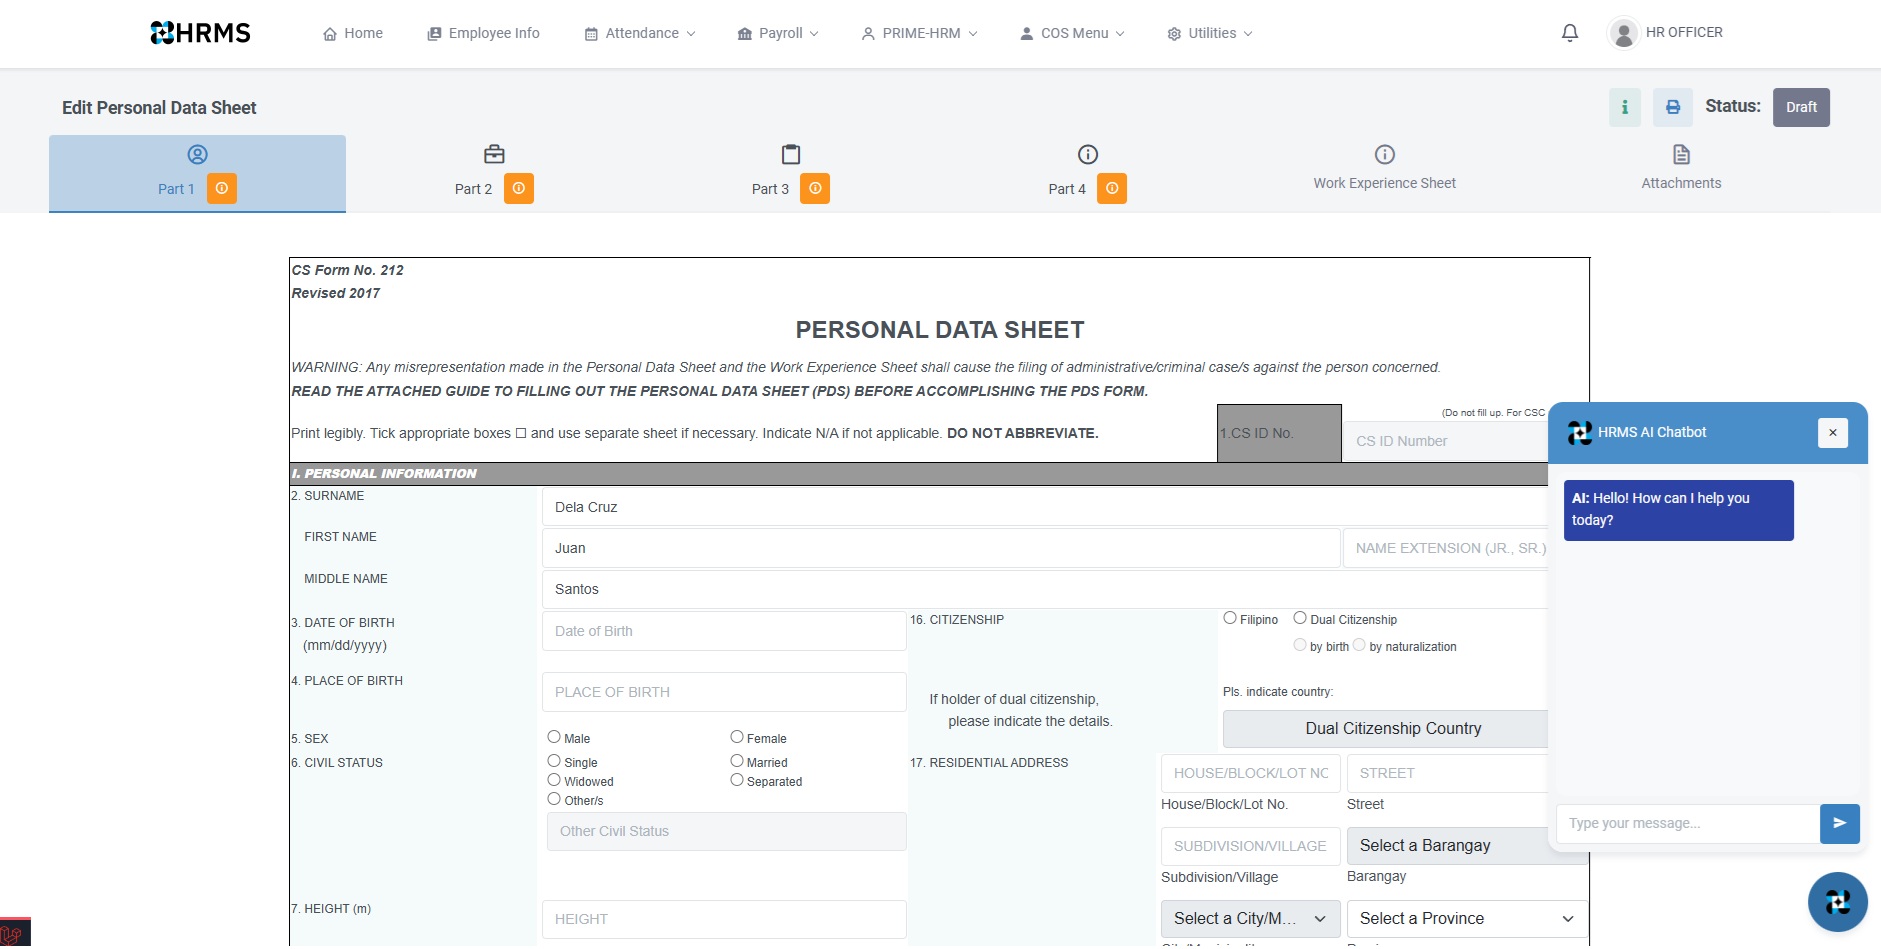 HRMS
Home
Employee Info
Attendance
Payroll
PRIME-HRM
COS Menu
Utilities
HR OFFICER
Edit Personal Data Sheet
Status:
Draft
Part 1
Part 2
Part 3
Part 4
Work Experience Sheet
Attachments
CS Form No. 212
Revised 2017
PERSONAL DATA SHEET
WARNING: Any misrepresentation made in the Personal Data Sheet and the Work Experience Sheet shall cause the filing of administrative/criminal case/s against the person concerned.
READ THE ATTACHED GUIDE TO FILLING OUT THE PERSONAL DATA SHEET (PDS) BEFORE ACCOMPLISHING THE PDS FORM.
Print legibly. Tick appropriate boxes ☐ and use separate sheet if necessary. Indicate N/A if not applicable. DO NOT ABBREVIATE.
1.CS ID No.
(Do not fill up. For CSC
CS ID Number
I. PERSONAL INFORMATION
2. SURNAME
Dela Cruz
FIRST NAME
Juan
NAME EXTENSION (JR., SR.)
MIDDLE NAME
Santos
3. DATE OF BIRTH
(mm/dd/yyyy)
Date of Birth
16. CITIZENSHIP
Filipino
Dual Citizenship
by birth
by naturalization
4. PLACE OF BIRTH
PLACE OF BIRTH
If holder of dual citizenship,
please indicate the details.
Pls. indicate country:
Dual Citizenship Country
5. SEX
Male
Female
6. CIVIL STATUS
Single
Married
Widowed
Separated
Other/s
Other Civil Status
17. RESIDENTIAL ADDRESS
HOUSE/BLOCK/LOT NO
STREET
House/Block/Lot No.
Street
SUBDIVISION/VILLAGE
Select a Barangay
Subdivision/Village
Barangay
7. HEIGHT (m)
HEIGHT
Select a City/M...
Select a Province
HRMS AI Chatbot
×
AI: Hello! How can I help you
today?
Type your message...